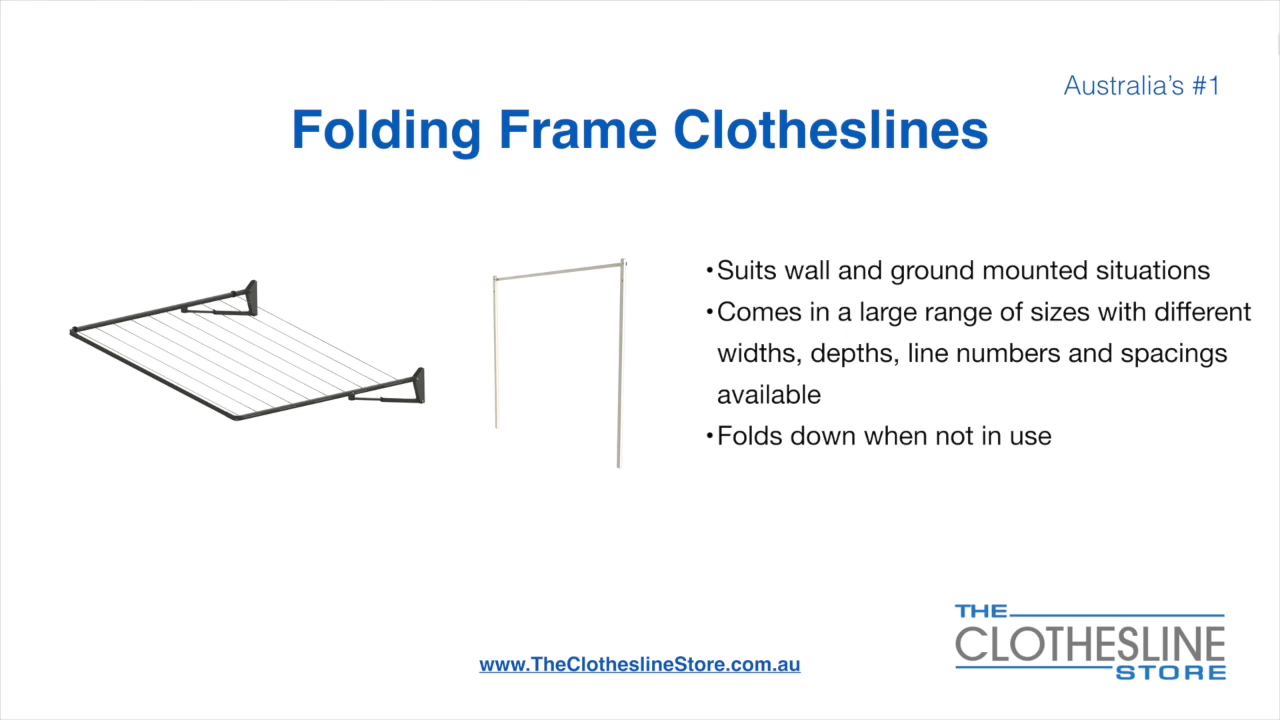 Australia's #1
Folding Frame Clotheslines
•Suits wall and ground mounted situations
•Comes in a large range of sizes with different
widths, depths, line numbers and spacings
available
•Folds down when not in use
www.TheClotheslineStore.com.au
THE
CLOTHESLINE
STORE